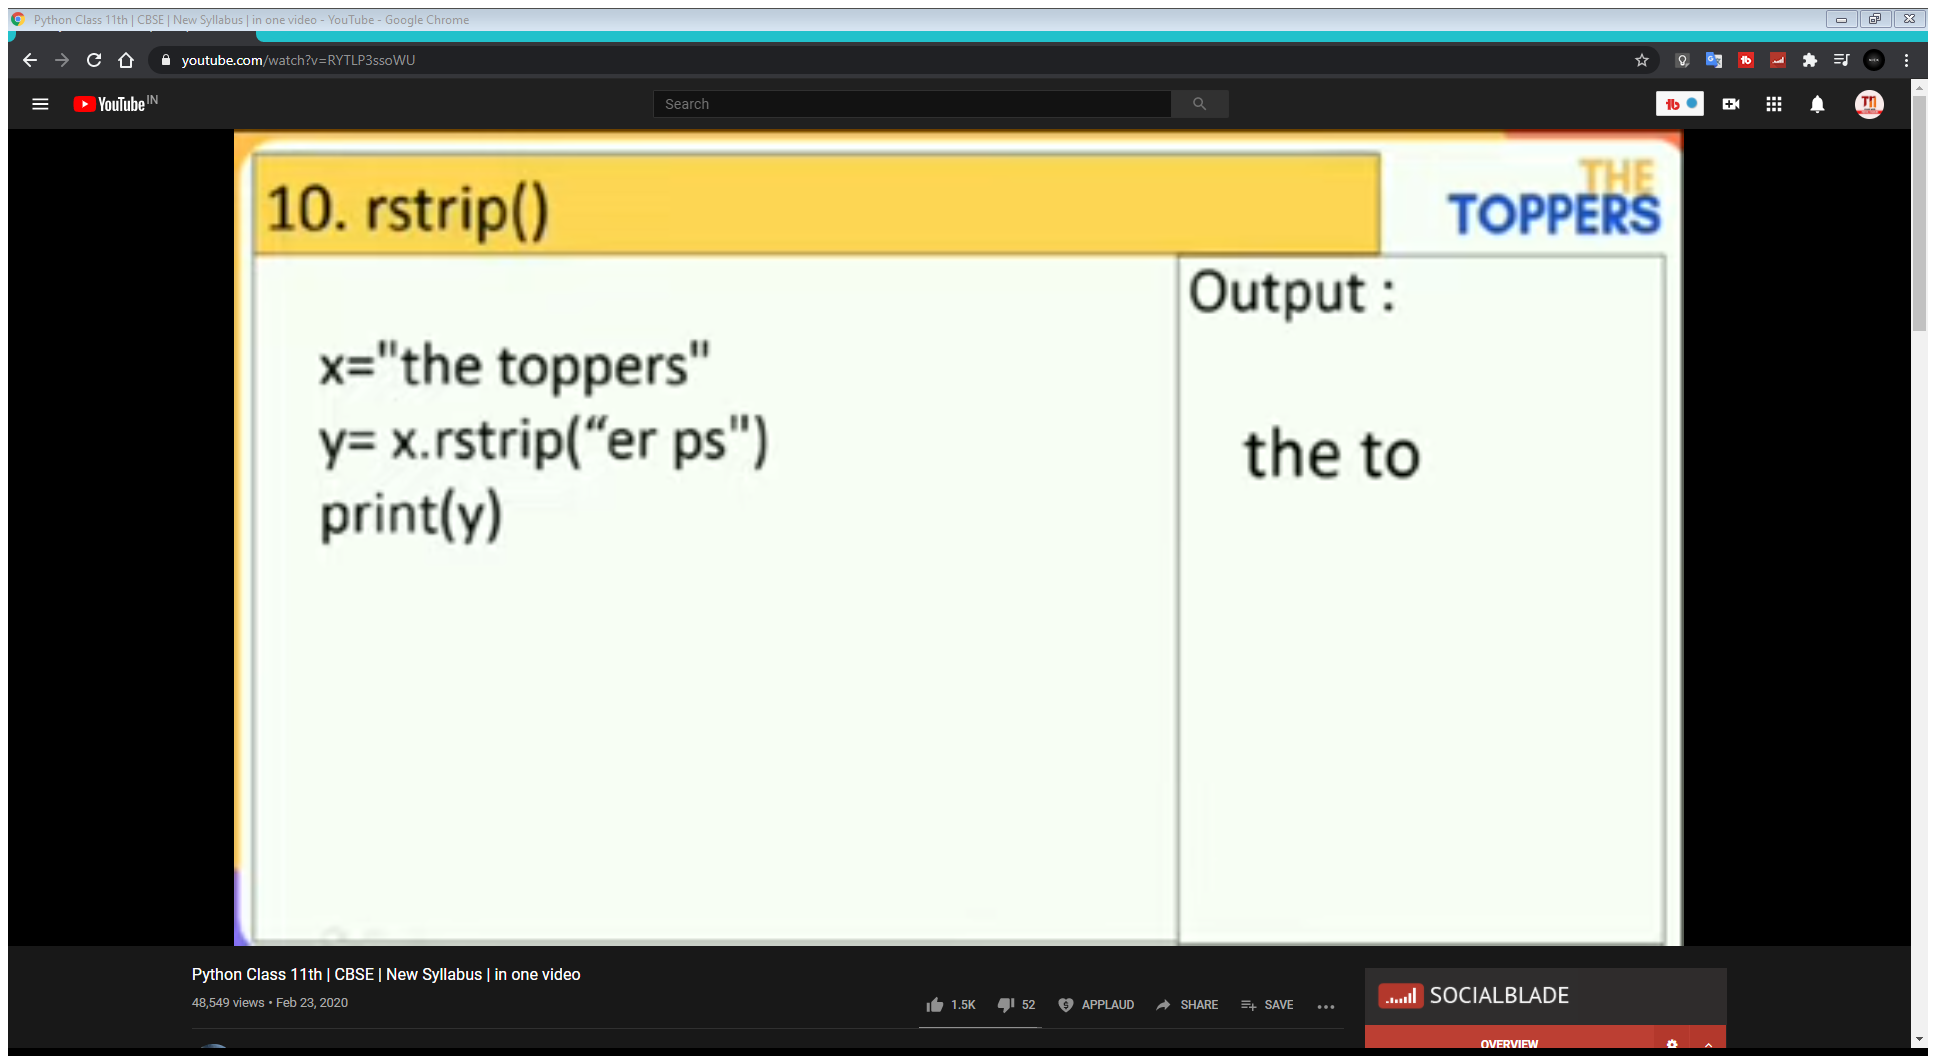 Python Class 11th | CBSE | New Syllabus | in one video - YouTube - Google Chrome
youtube.com/watch?v=RYTLP3ssoWU
YouTube IN
Search
10. rstrip()
THE
TOPPERS
x="the toppers"
y= x.rstrip(“er ps")
print(y)
Output :
the to
Python Class 11th | CBSE | New Syllabus | in one video
48,549 views • Feb 23, 2020
1.5K
52
APPLAUD
SHARE
SAVE
SOCIALBLADE
OVERVIEW